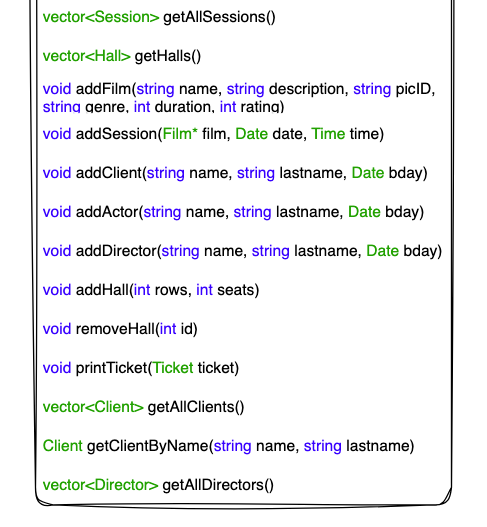 vector<Session> getAllSessions()
vector<Hall> getHalls()
void addFilm(string name, string description, string picID,
string genre, int duration, int rating)
void addSession(Film* film, Date date, Time time)
void addClient(string name, string lastname, Date bday)
void addActor(string name, string lastname, Date bday)
void addDirector(string name, string lastname, Date bday)
void addHall(int rows, int seats)
void removeHall(int id)
void printTicket(Ticket ticket)
vector<Client> getAllClients()
Client getClientByName(string name, string lastname)
vector<Director> getAllDirectors()